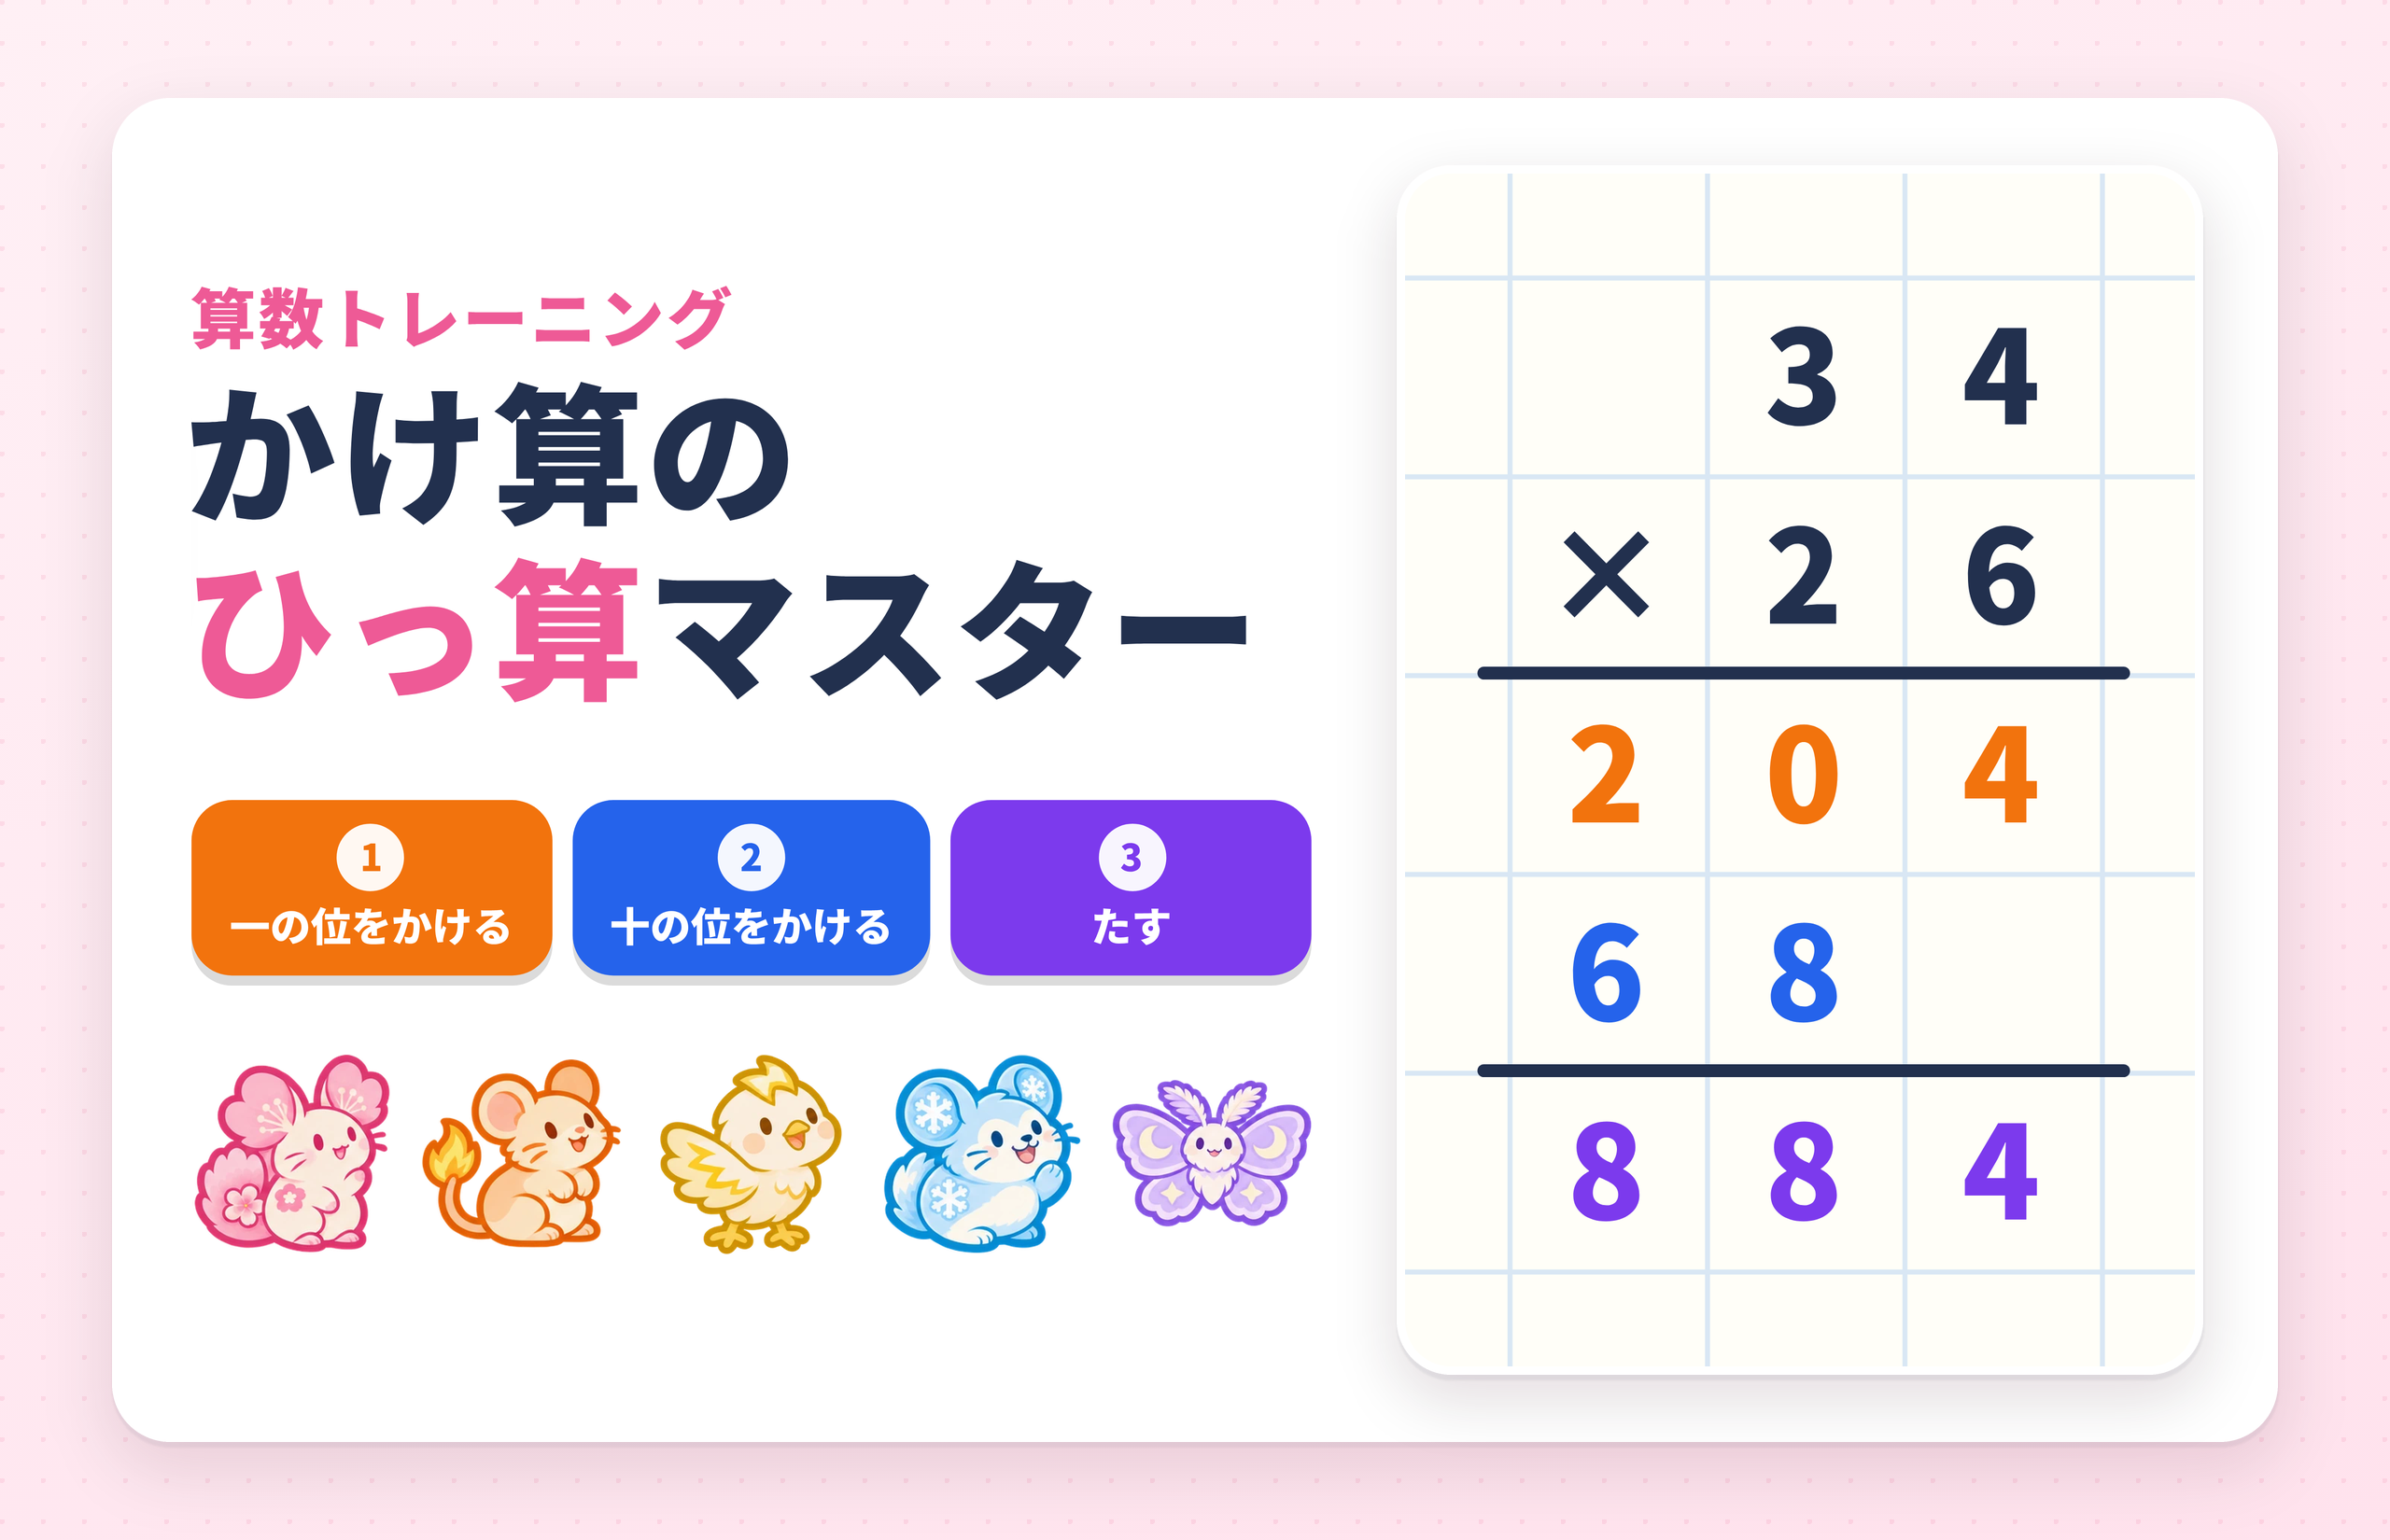 算数トレーニング
かけ算の
ひっ算マスター
1
一の位をかける
2
十の位をかける
3
たす
3 4
× 2 6
2 0 4
6 8
8 8 4